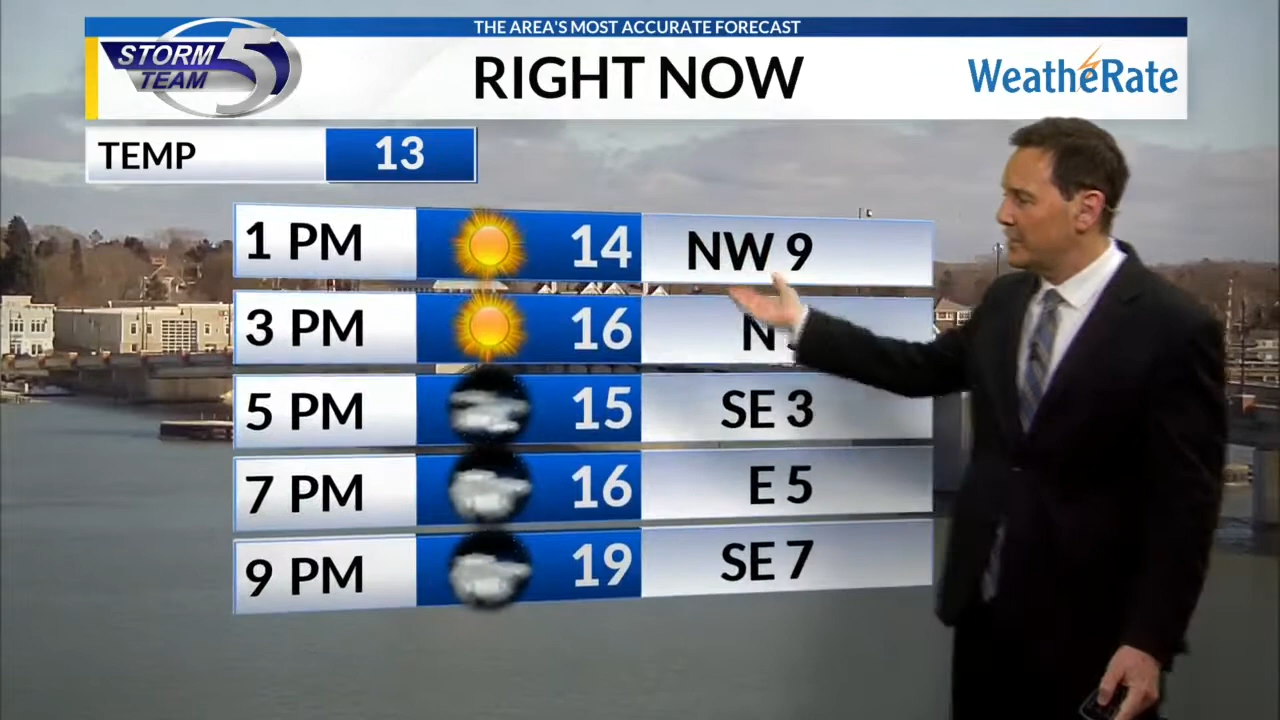 THE AREA'S MOST ACCURATE FORECAST
STORM TEAM 5
RIGHT NOW
WeatheRate
TEMP 13
1 PM 14 NW 9
3 PM 16 N
5 PM 15 SE 3
7 PM 16 E 5
9 PM 19 SE 7